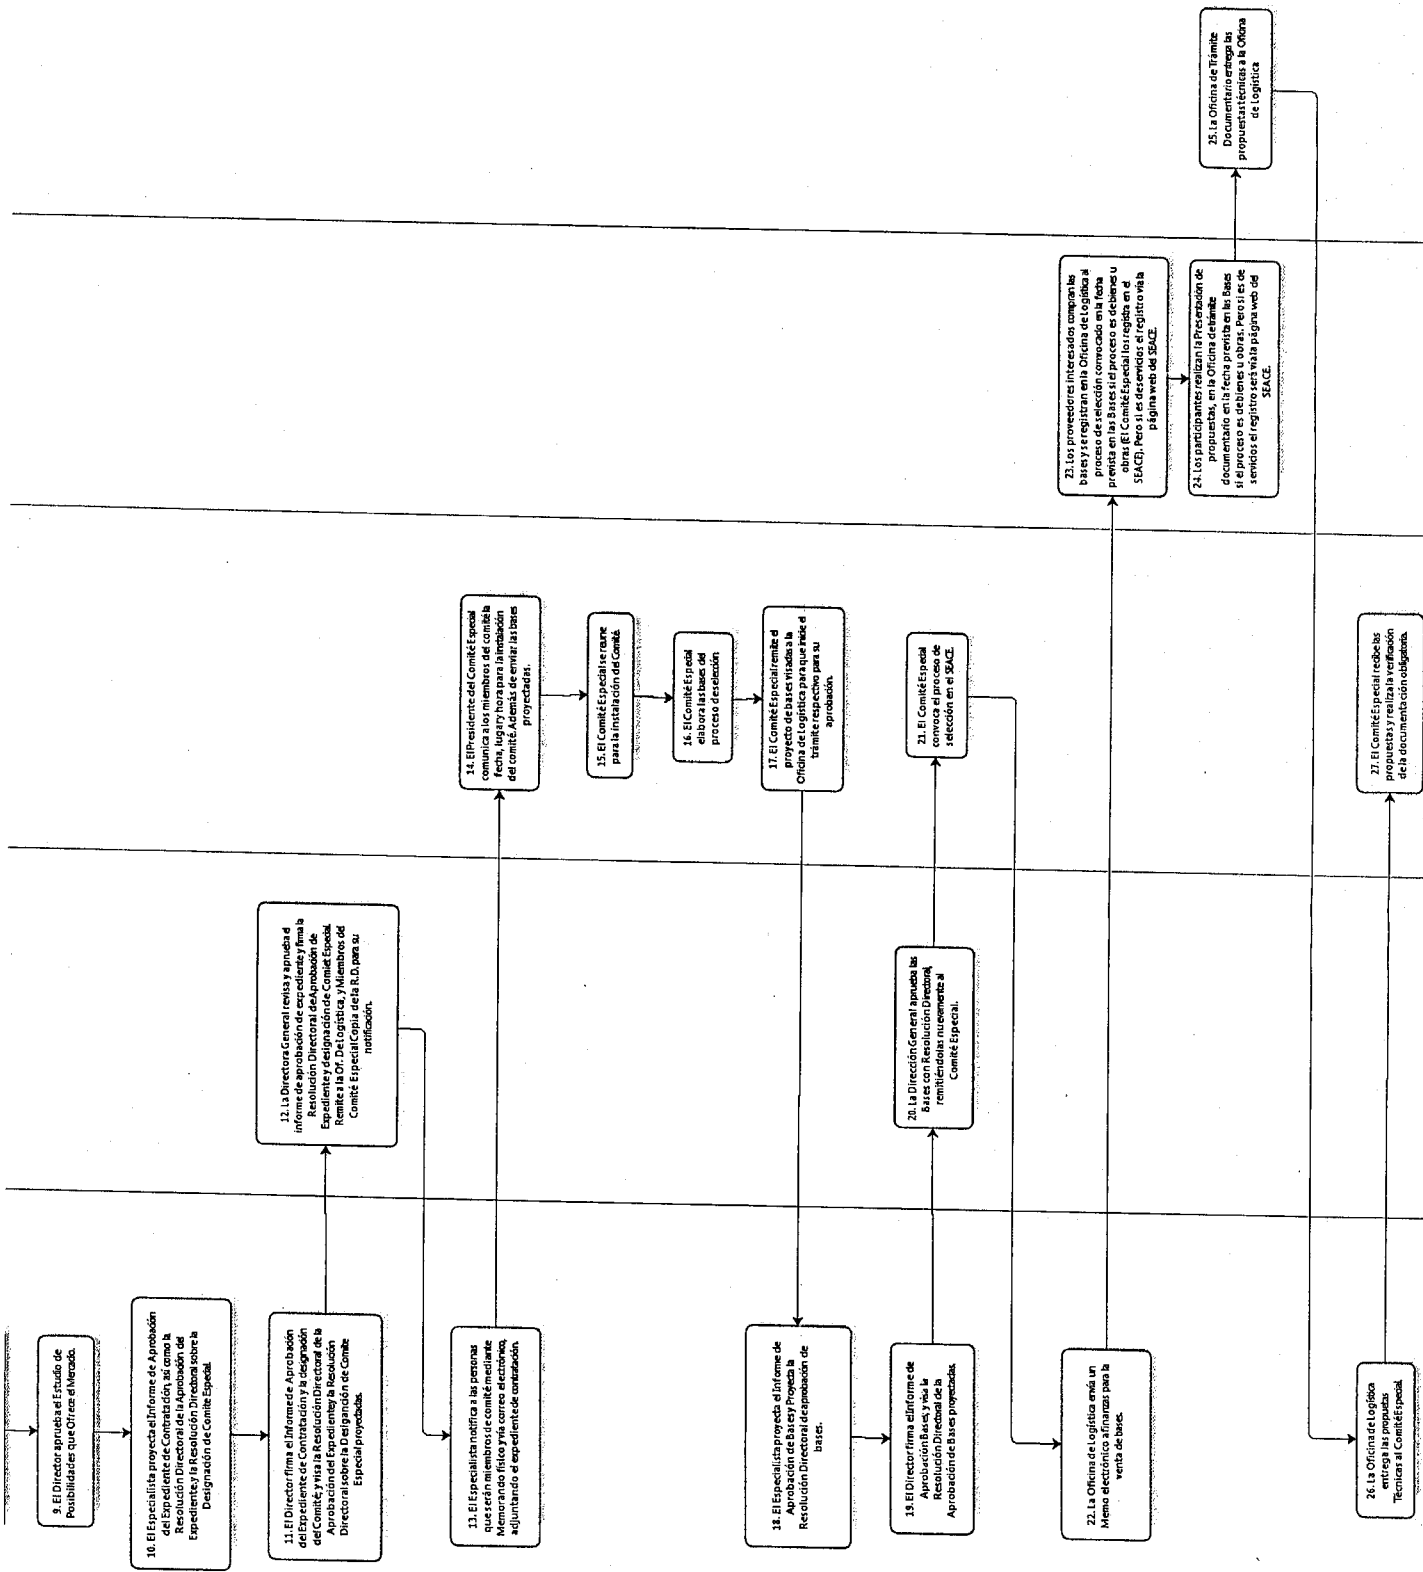 9. El Director aprueba el Estudio de
Posibilidades que Ofrece el Mercado.
10. El Especialista proyecta el Informe de Aprobación
del Expediente de Contratación, así como la
Resolución Directoral de la Aprobación del
Expediente, y la Resolución Directoral sobre la
Designación de Comite Especial.
11. El Director firma el Informe de Aprobación
del Expediente de Contratación y la designación
del Comité; y visa la Resolución Directoral de la
Aprobación del Expediente y la Resolución
Directoral sobre la Desiganción de Comite
Especial proyectadas.
12. La Directora General revisa y aprueba el
informe de aprobación de expediente y firma la
Resolución Directoral de Aprobación de
Expediente y designación de Comiet Especial.
Remite a la Of. De Logística, y Miembros del
Comité Especial Copia de la R.D. para su
notificación.
13. El Especialista notifica a las personas
que serán miembros de comité mediante
Memorando físico y vía correo electrónico,
adjuntando el expediente de contratación.
14. El Presidente del Comité Especial
comunica a los miembros del comité la
fecha, lugar y hora para la instalación
del comité. Además de enviar las bases
proyectadas.
15. El Comité Especial se reune
para la instalación del Comité.
16. El Comité Especial
elabora las bases del
proceso de selección
17. El Comité Especial remite el
proyecto de bases visadas a la
Oficina de Logística para que inicie el
trámite respectivo para su
aprobación.
18. El Especialista proyecta el Informe de
Aprobación de Bases y Proyecta la
Resolución Directoral de aprobación de
bases.
19. El Director firma el Informe de
Aprobación Bases, y visa la
Resolución Directoral de la
Aprobación de Bases proyectadas.
20. La Dirección General aprueba las
Bases con Resolución Directoral,
remitiéndolas nuevamente al
Comité Especial.
21. El Comité Especial
convoca el proceso de
selección en el SEACE.
22. La Oficina de Logística envía un
Memo electrónico a finanzas para la
venta de bases.
23. Los proveedores interesados compran las
bases y se registran en la Oficina de Logística al
proceso de selección convocado en la fecha
prevista en las Bases si el proceso es de bienes u
obras (El Comité Especial los registra en el
SEACE). Pero si es de servicios el registro vía la
página web del SEACE.
24. Los participantes realizan la Presentación de
propuestas, en la Oficina de trámite
documentario en la fecha prevista en las Bases
si el proceso es de bienes u obras. Pero si es de
servicios el registro será vía la página web del
SEACE.
25. La Oficina de Trámite
Documentario entrega las
propuestas técnicas a la Oficina
de Logística
26. La Oficina de Logística
entrega las propuestas
Técnicas al Comité Especial.
27. El Comité Especial recibe las
propuestas y realiza la verificación
de la documentación obligatoria.